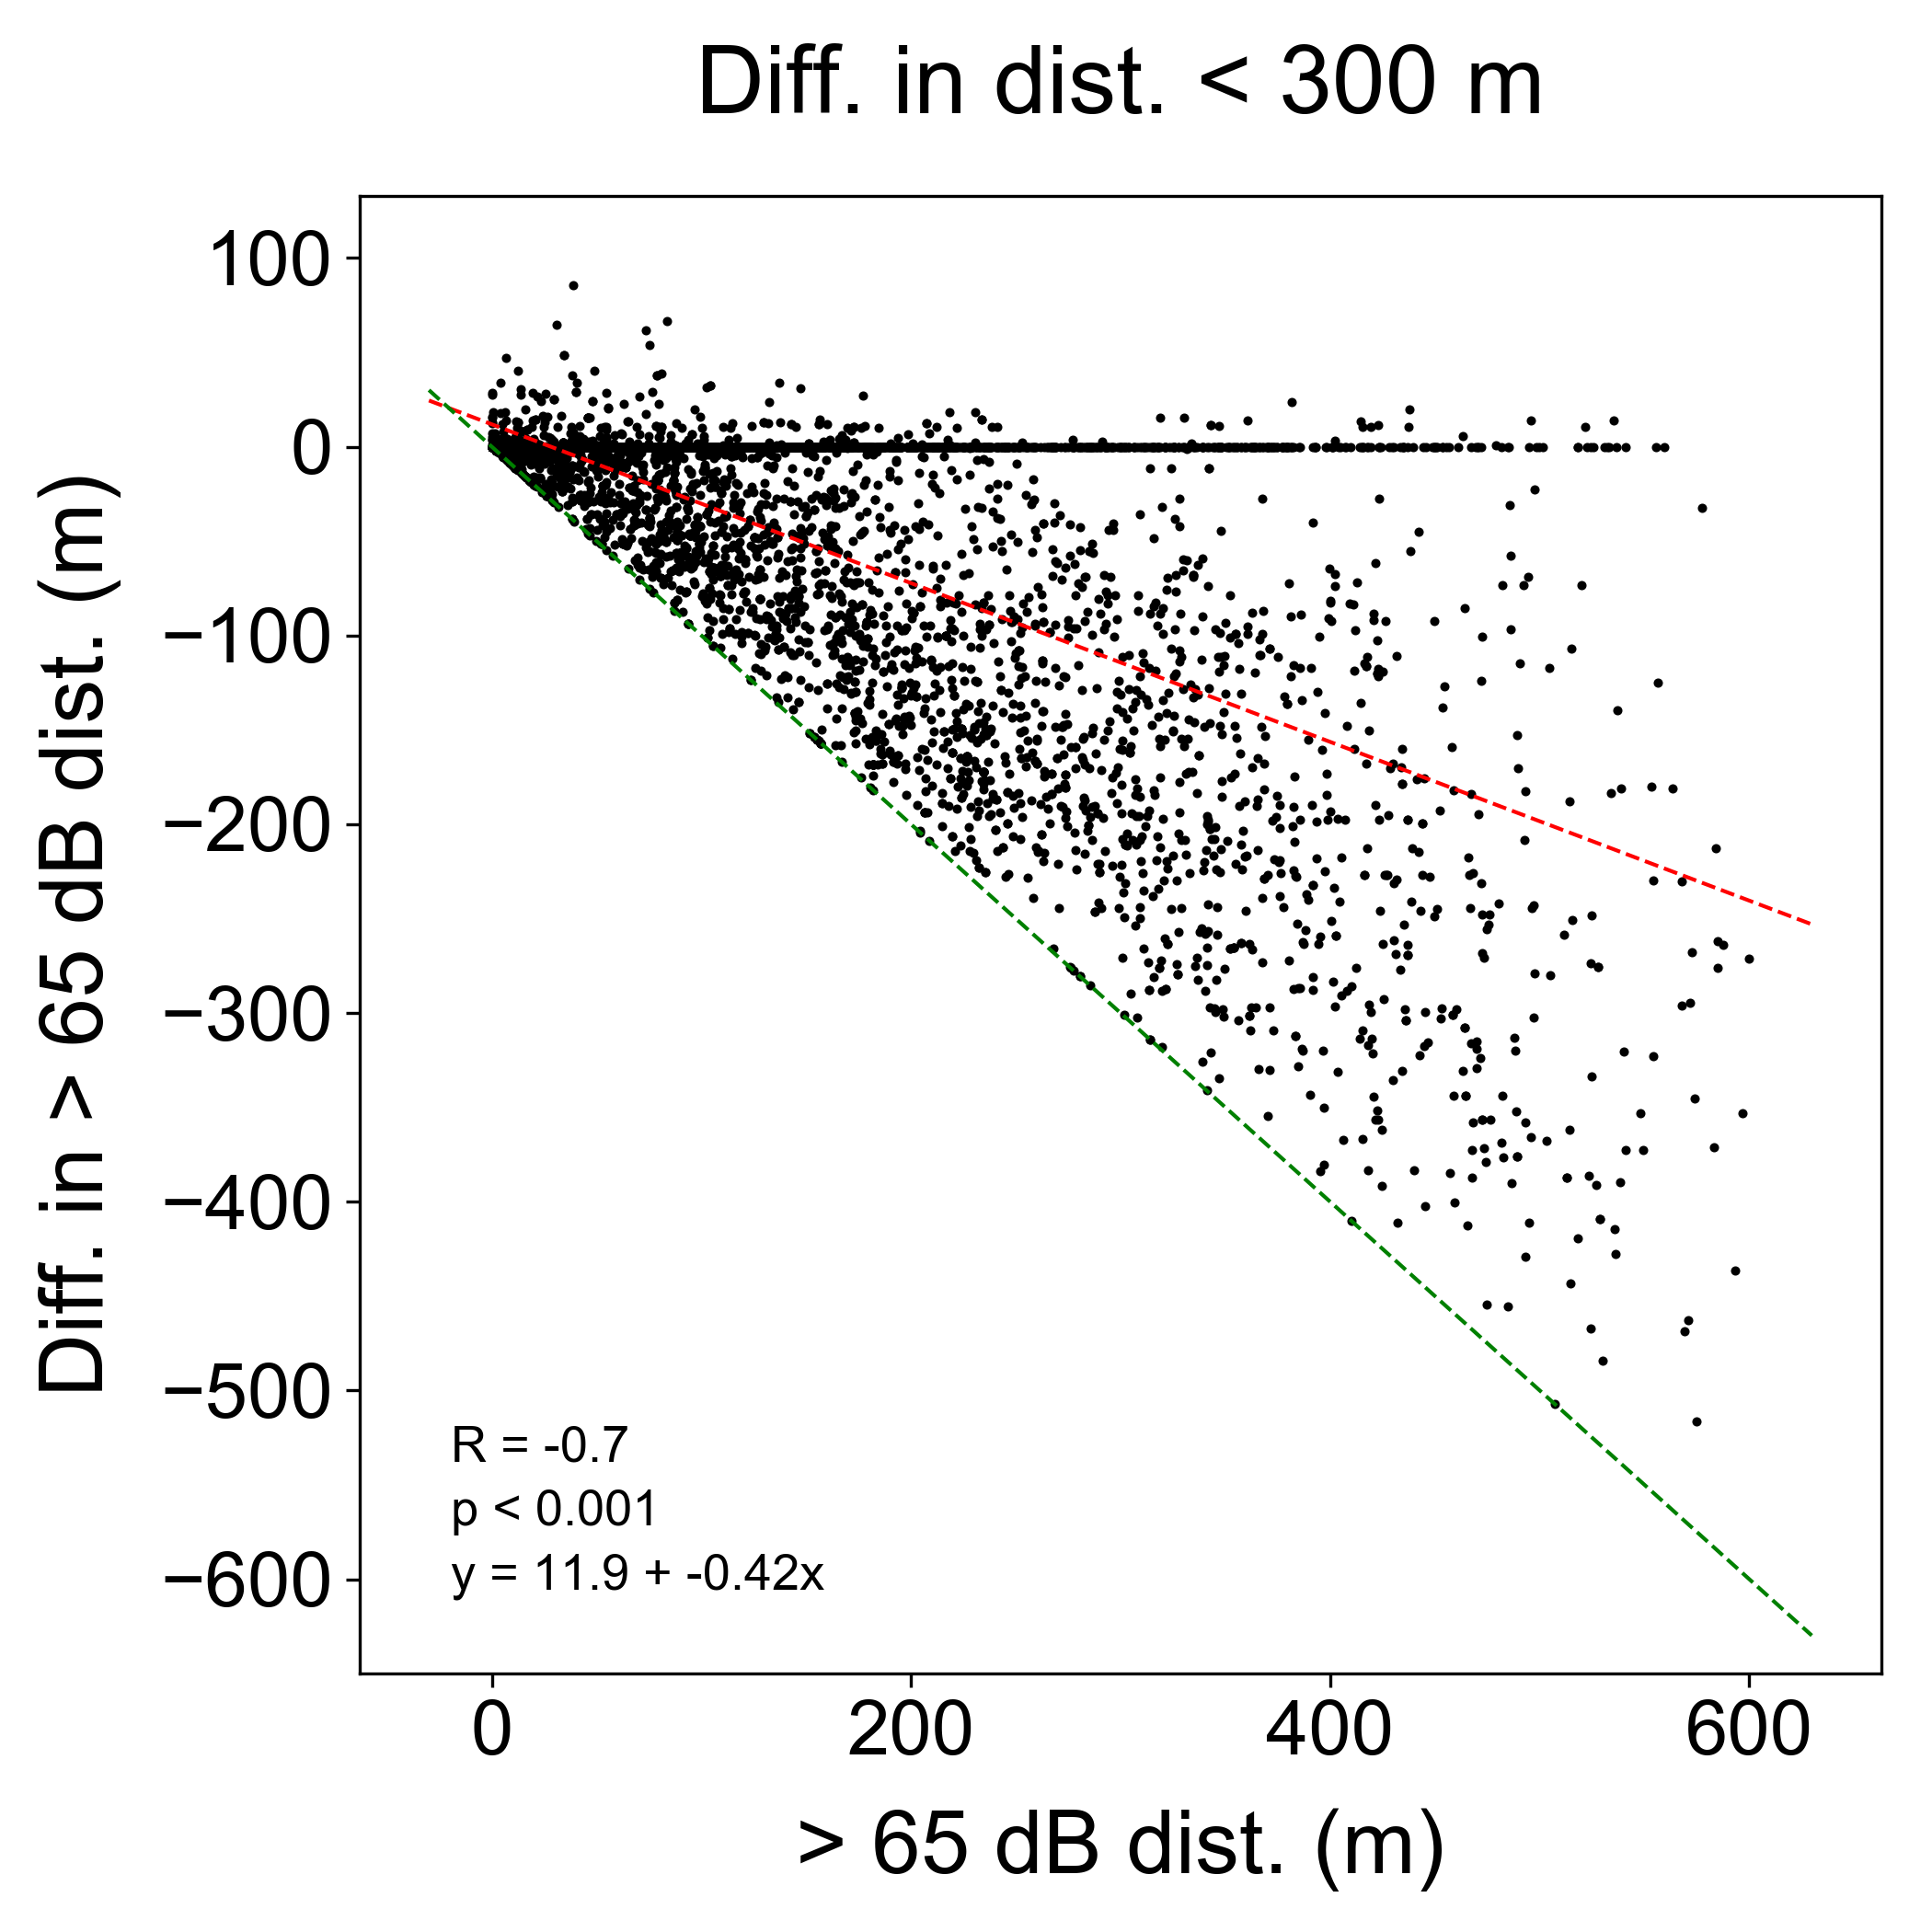 Diff. in dist. < 300 m
Diff. in > 65 dB dist. (m)
100
0
−100
−200
−300
−400
−500
−600
R = -0.7
p < 0.001
y = 11.9 + -0.42x
0 200 400 600
> 65 dB dist. (m)